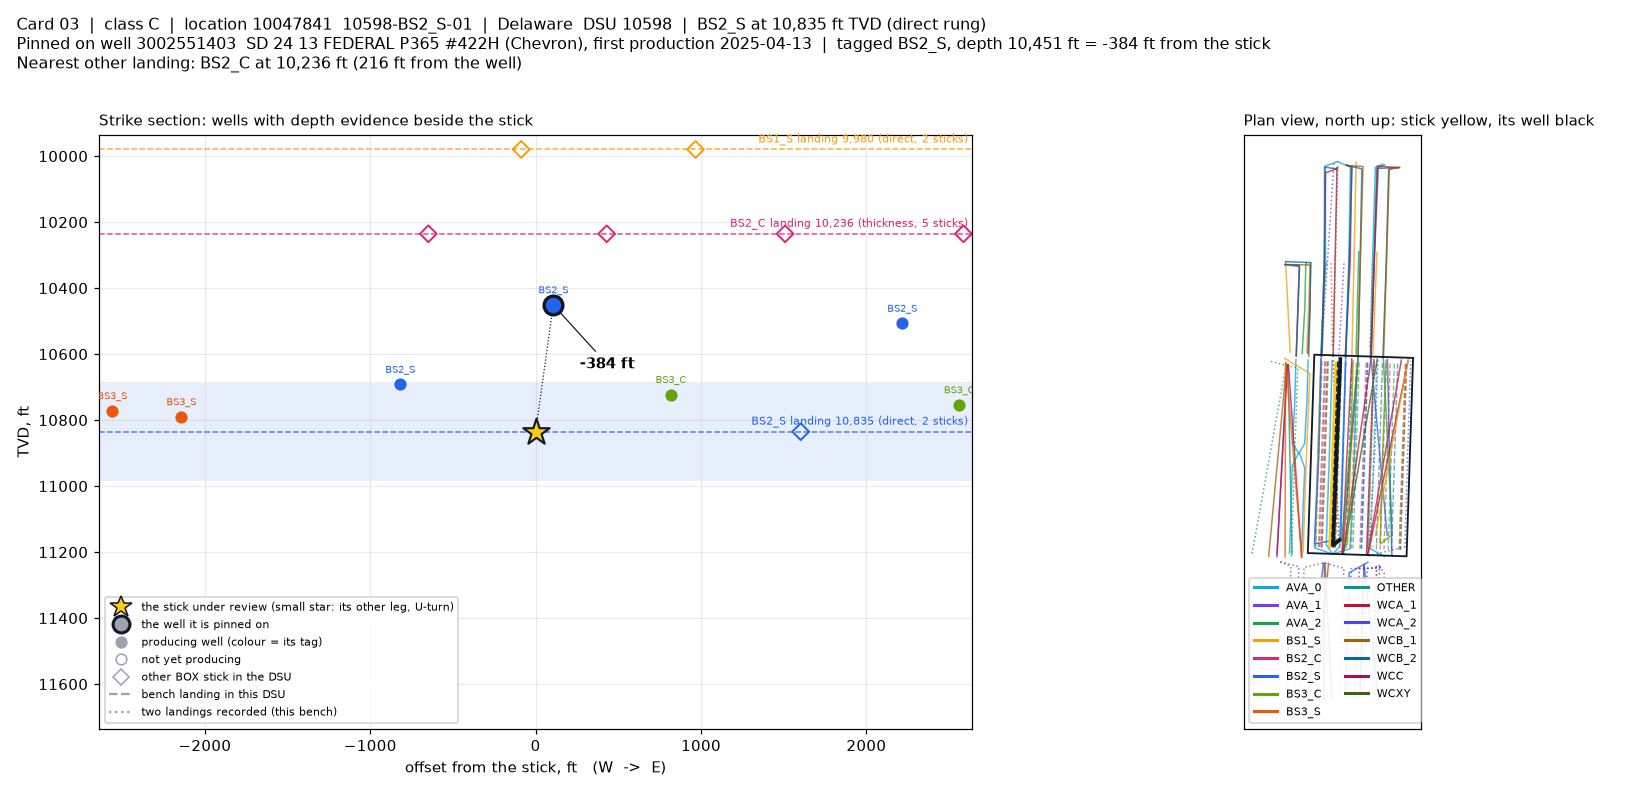 Card 03 | class C | location 10047841 10598-BS2_S-01 | Delaware DSU 10598 | BS2_S at 10,835 ft TVD (direct rung)
Pinned on well 3002551403 SD 24 13 FEDERAL P365 #422H (Chevron), first production 2025-04-13 | tagged BS2_S, depth 10,451 ft = -384 ft from the stick
Nearest other landing: BS2_C at 10,236 ft (216 ft from the well)
Strike section: wells with depth evidence beside the stick
Plan view, north up: stick yellow, its well black
BS1_S landing 9,980 (direct, 2 sticks)
10000
10200
BS2_C landing 10,236 (thickness, 5 sticks)
10400
BS2_S
BS2_S
10600
-384 ft
BS2_S
BS3_C
BS3_S
BS3_S
BS3_C
10800
BS2_S landing 10,835 (direct, 2 sticks)
11000
11200
11400
11600
TVD, ft
the stick under review (small star: its other leg, U-turn)
the well it is pinned on
producing well (colour = its tag)
not yet producing
other BOX stick in the DSU
bench landing in this DSU
two landings recorded (this bench)
−2000
−1000
0
1000
2000
offset from the stick, ft (W -> E)
AVA_0
AVA_1
AVA_2
BS1_S
BS2_C
BS2_S
BS3_C
BS3_S
OTHER
WCA_1
WCA_2
WCB_1
WCB_2
WCC
WCXY